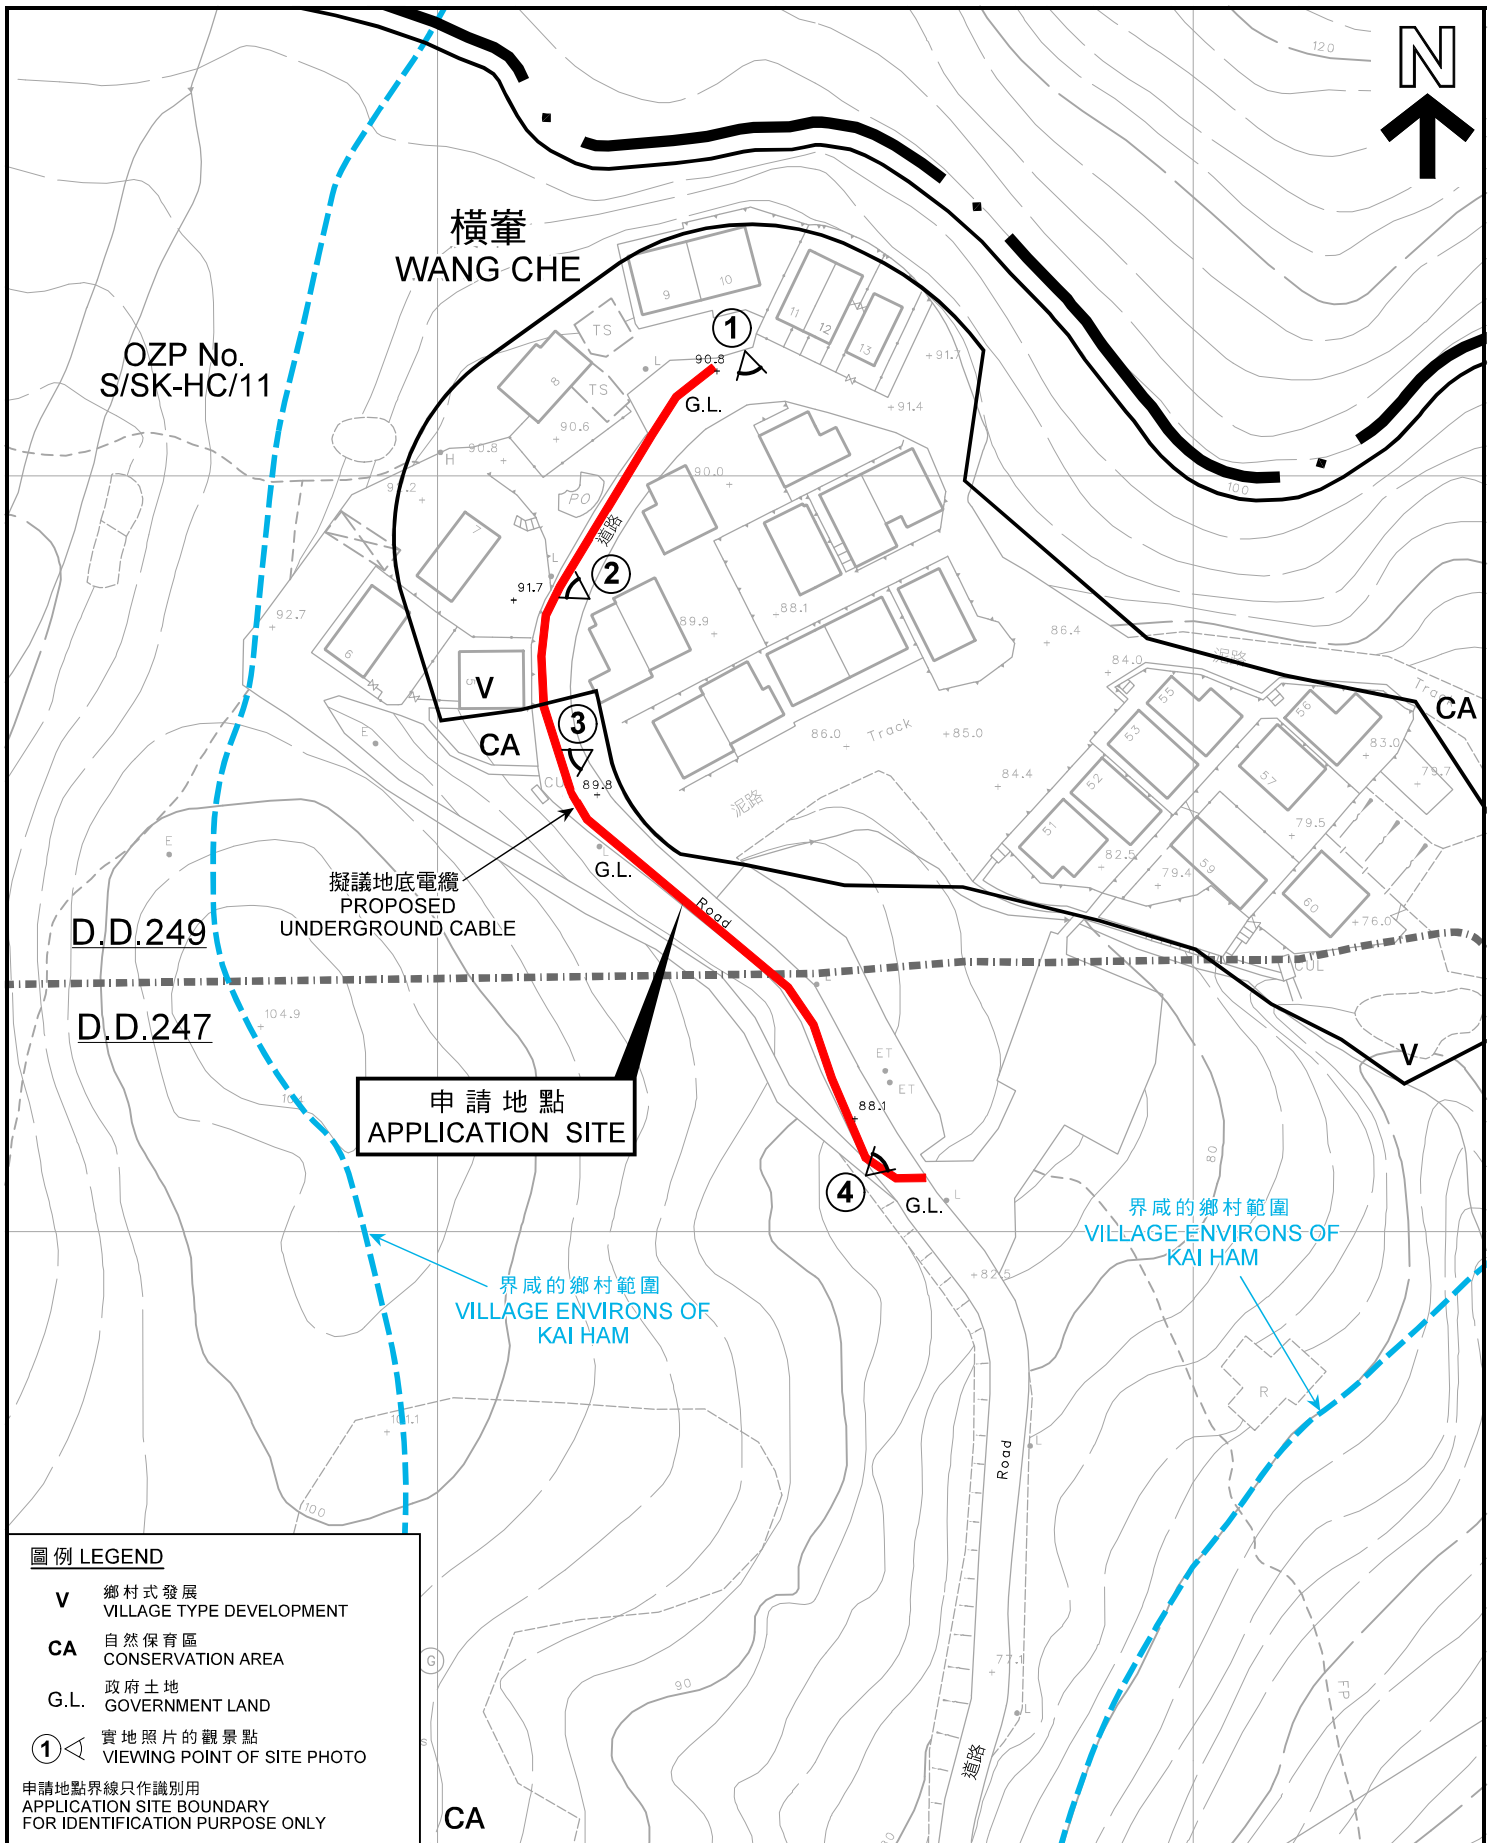 N
120
橫輋
WANG CHE
OZP No.
S/SK-HC/11
9
10
11
12
13
1
TS
TS
8
L
90.8
G.L.
91.7
91.4
90.6
90.8
H
90.0
100
PO
道路
7
L
2
91.7
92.7
6
89.9
88.1
86.4
84.0
泥路
Track
CA
5
V
3
CA
E
86.0
Track
85.0
55
56
53
57
83.0
79.7
84.4
52
51
79.5
82.5
79.4
59
60
76.0
89.8
泥路
E
L
G.L.
擬議地底電纜
PROPOSED
UNDERGROUND CABLE
Road
D.D.249
D.D.247
104.9
L
CUL
V
ET
ET
88.1
申請地點
APPLICATION SITE
80
4
G.L.
L
82.5
界咸的鄉村範圍
VILLAGE ENVIRONS OF
KAI HAM
界咸的鄉村範圍
VILLAGE ENVIRONS OF
KAI HAM
R
101.1
100
Road
L
G
90
77.1
L
FP
道路
90
CA
圖例 LEGEND
V 鄉村式發展
VILLAGE TYPE DEVELOPMENT
CA 自然保育區
CONSERVATION AREA
G.L. 政府土地
GOVERNMENT LAND
1 實地照片的觀景點
VIEWING POINT OF SITE PHOTO
申請地點界線只作識別用
APPLICATION SITE BOUNDARY
FOR IDENTIFICATION PURPOSE ONLY